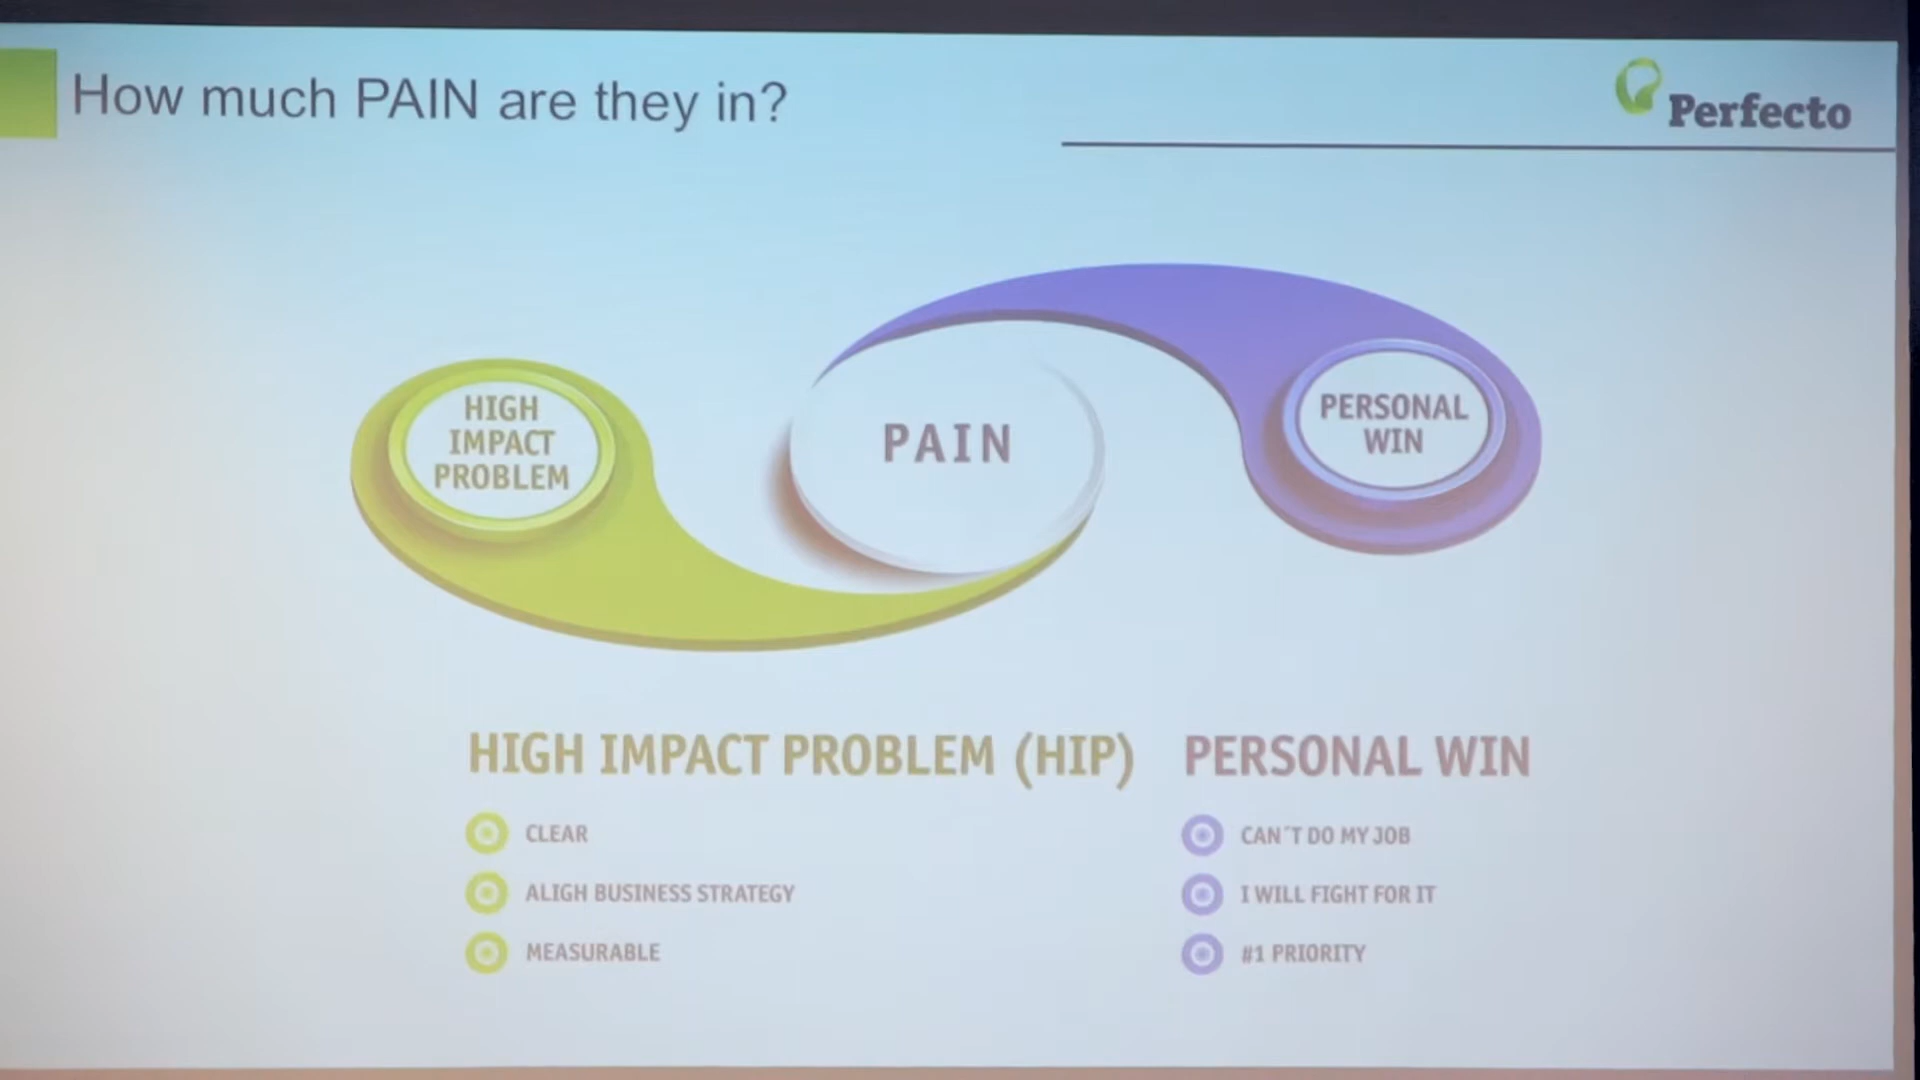 How much PAIN are they in?
Perfecto
HIGH
IMPACT
PROBLEM
PAIN
PERSONAL
WIN
HIGH IMPACT PROBLEM (HIP)
CLEAR
ALIGH BUSINESS STRATEGY
MEASURABLE
PERSONAL WIN
CAN´T DO MY JOB
I WILL FIGHT FOR IT
#1 PRIORITY